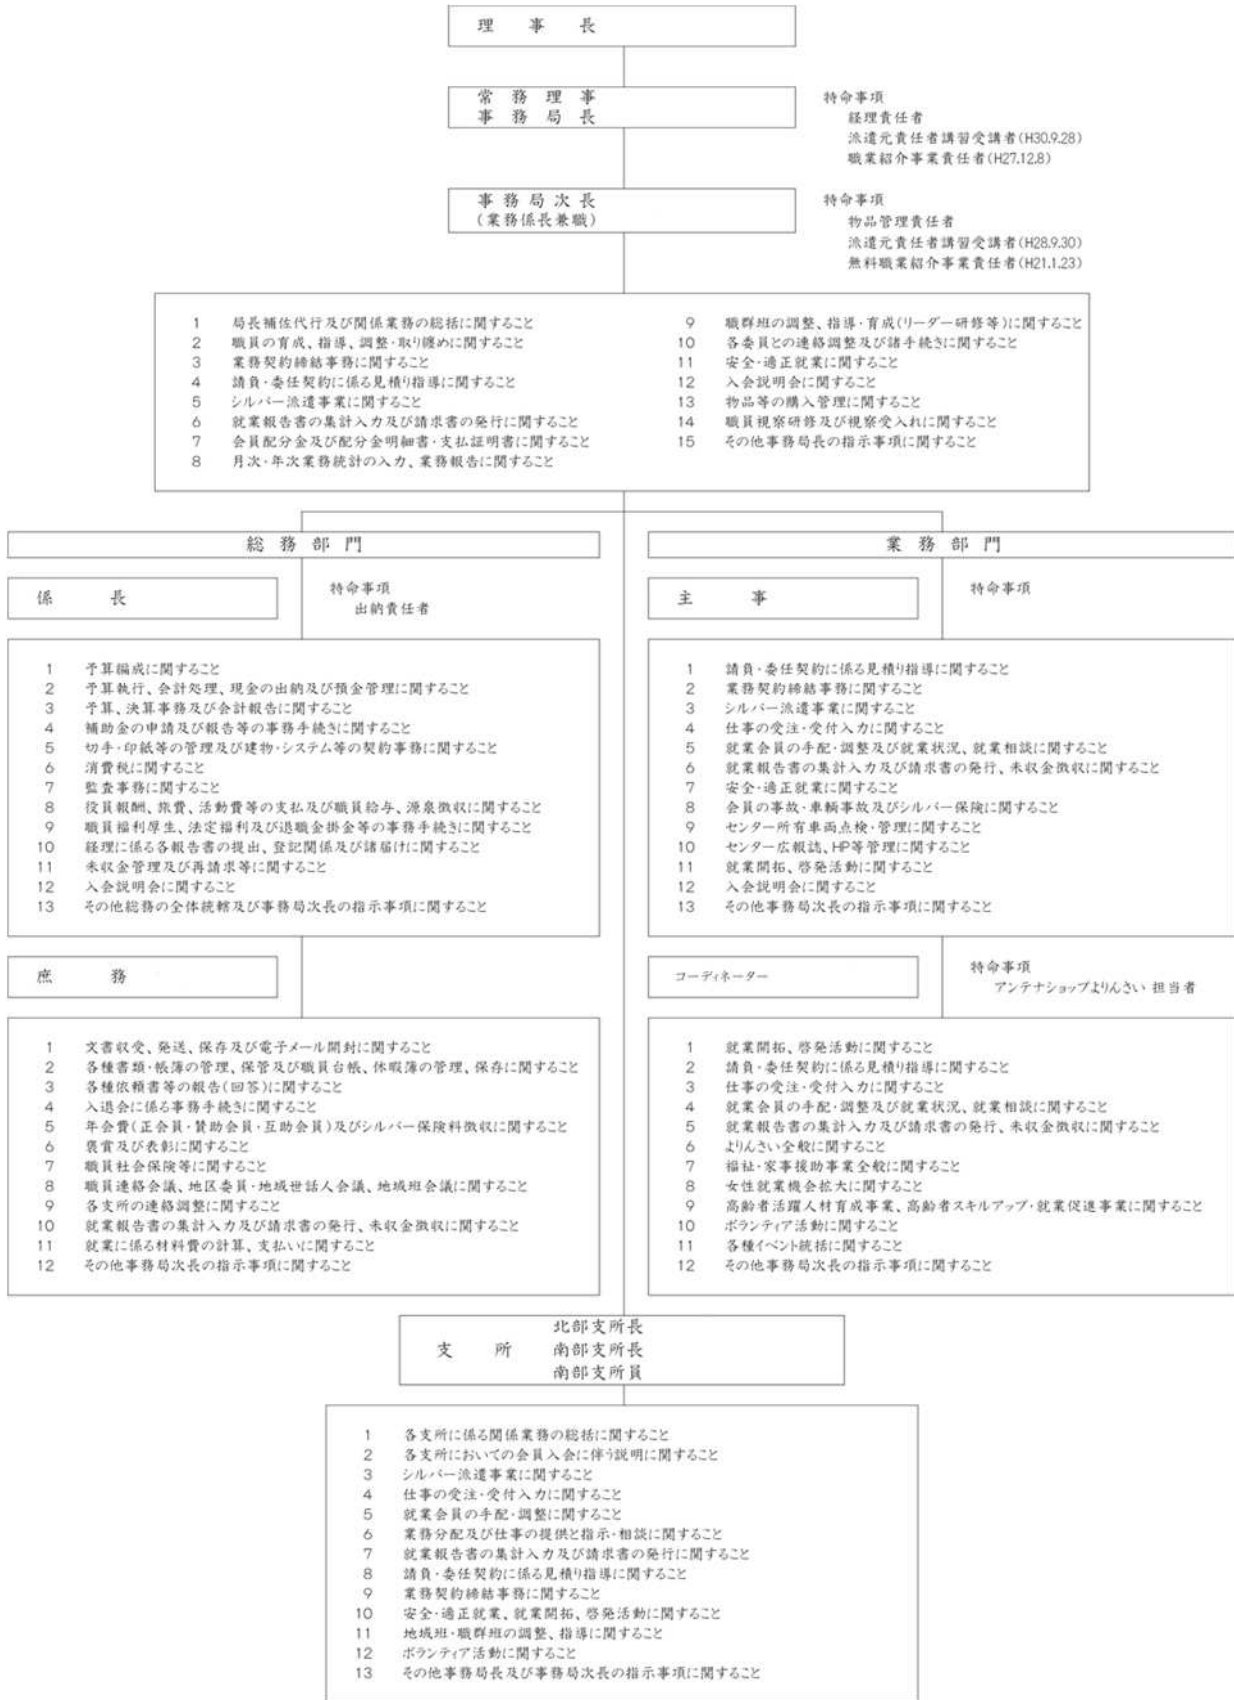 理事長
常務理事
事務局長
特命事項
経理責任者
派遣元責任者講習受講者(H30.9.28)
職業紹介事業責任者(H27.12.8)
事務局次長
(業務係長兼職)
特命事項
物品管理責任者
派遣元責任者講習受講者(H28.9.30)
無料職業紹介事業責任者(H21.1.23)
1 局長補佐代行及び関係業務の総括に関すること
2 職員の育成、指導、調整・取り纏めに関すること
3 業務契約締結事務に関すること
4 請負・委任契約に係る見積り指導に関すること
5 シルバー派遣事業に関すること
6 就業報告書の集計入力及び請求書の発行に関すること
7 会員配分金及び配分金明細書・支払証明書に関すること
8 月次・年次業務統計の入力、業務報告に関すること
9 職群班の調整、指導・育成(リーダー研修等)に関すること
10 各委員との連絡調整及び諸手続きに関すること
11 安全・適正就業に関すること
12 入会説明会に関すること
13 物品等の購入管理に関すること
14 職員視察研修及び視察受入れに関すること
15 その他事務局長の指示事項に関すること
総務部門
係長
特命事項
出納責任者
1 予算編成に関すること
2 予算執行、会計処理、現金の出納及び預金管理に関すること
3 予算、決算事務及び会計報告に関すること
4 補助金の申請及び報告等の事務手続きに関すること
5 切手・印紙等の管理及び建物・システム等の契約事務に関すること
6 消費税に関すること
7 監査事務に関すること
8 役員報酬、旅費、活動費等の支払及び職員給与、源泉徴収に関すること
9 職員福利厚生、法定福利及び退職金掛金等の事務手続きに関すること
10 経理に係る各報告書の提出、登記関係及び諸届けに関すること
11 未収金管理及び再請求等に関すること
12 入会説明会に関すること
13 その他総務の全体統轄及び事務局次長の指示事項に関すること
庶務
1 文書収受、発送、保存及び電子メール開封に関すること
2 各種書類・帳簿の管理、保管及び職員台帳、休暇簿の管理、保存に関すること
3 各種依頼書等の報告(回答)に関すること
4 入退会に係る事務手続きに関すること
5 年会費(正会員・賛助会員・互助会員)及びシルバー保険料徴収に関すること
6 褒賞及び表彰に関すること
7 職員社会保険等に関すること
8 職員連絡会議、地区委員・地域世話人会議、地域班会議に関すること
9 各支所の連絡調整に関すること
10 就業報告書の集計入力及び請求書の発行、未収金徴収に関すること
11 就業に係る材料費の計算、支払いに関すること
12 その他事務局次長の指示事項に関すること
業務部門
主事
特命事項
1 請負・委任契約に係る見積り指導に関すること
2 業務契約締結事務に関すること
3 シルバー派遣事業に関すること
4 仕事の受注・受付入力に関すること
5 就業会員の手配・調整及び就業状況、就業相談に関すること
6 就業報告書の集計入力及び請求書の発行、未収金徴収に関すること
7 安全・適正就業に関すること
8 会員の事故・車輌事故及びシルバー保険に関すること
9 センター所有車両点検・管理に関すること
10 センター広報誌、HP等管理に関すること
11 就業開拓、啓発活動に関すること
12 入会説明会に関すること
13 その他事務局次長の指示事項に関すること
コーディネーター
特命事項
アンテナショップよりんさい 担当者
1 就業開拓、啓発活動に関すること
2 請負・委任契約に係る見積り指導に関すること
3 仕事の受注・受付入力に関すること
4 就業会員の手配・調整及び就業状況、就業相談に関すること
5 就業報告書の集計入力及び請求書の発行、未収金徴収に関すること
6 よりんさい全般に関すること
7 福祉・家事援助事業全般に関すること
8 女性就業機会拡大に関すること
9 高齢者活躍人材育成事業、高齢者スキルアップ・就業促進事業に関すること
10 ボランティア活動に関すること
11 各種イベント統括に関すること
12 その他事務局次長の指示事項に関すること
北部支所長
支所 南部支所長
南部支所員
1 各支所に係る関係業務の総括に関すること
2 各支所においての会員入会に伴う説明に関すること
3 シルバー派遣事業に関すること
4 仕事の受注・受付入力に関すること
5 就業会員の手配・調整に関すること
6 業務分配及び仕事の提供と指示・相談に関すること
7 就業報告書の集計入力及び請求書の発行に関すること
8 請負・委任契約に係る見積り指導に関すること
9 業務契約締結事務に関すること
10 安全・適正就業、就業開拓、啓発活動に関すること
11 地域班・職群班の調整、指導に関すること
12 ボランティア活動に関すること
13 その他事務局長及び事務局次長の指示事項に関すること